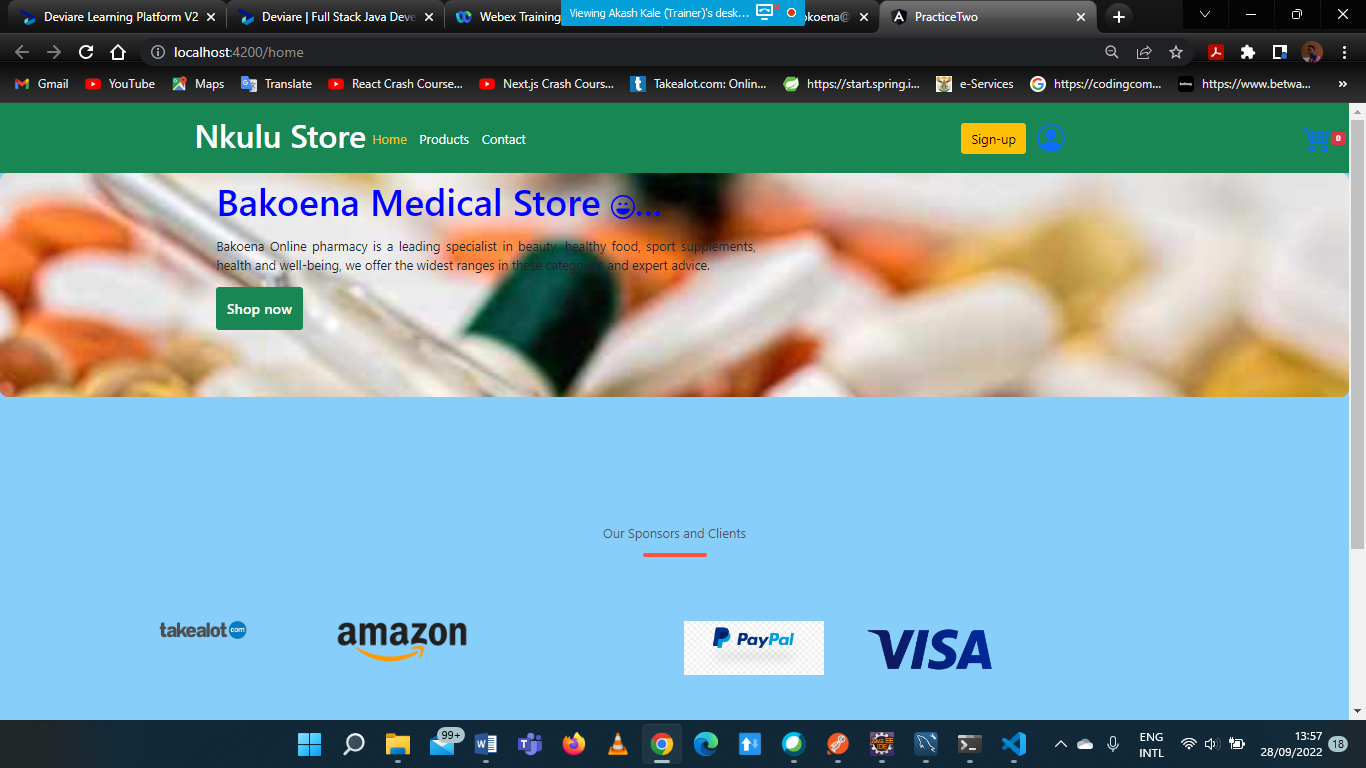 Deviare Learning Platform V2
Deviare | Full Stack Java Deve
Webex Training
Viewing Akash Kale (Trainer)'s desk...
okoena@
PracticeTwo
localhost:4200/home
Gmail
YouTube
Maps
Translate
React Crash Course...
Next.js Crash Cours...
Takealot.com: Onlin...
https://start.spring.i...
e-Services
https://codingcom...
https://www.betwa...
»
Nkulu Store Home Products Contact
Sign-up
0
Bakoena Medical Store 😀...
Bakoena Online pharmacy is a leading specialist in beauty, healthy food, sport supplements,
health and well-being, we offer the widest ranges in these categories and expert advice.
Shop now
Our Sponsors and Clients
takealot.com
amazon
PayPal
VISA
99+
ENG
INTL
13:57
28/09/2022
18